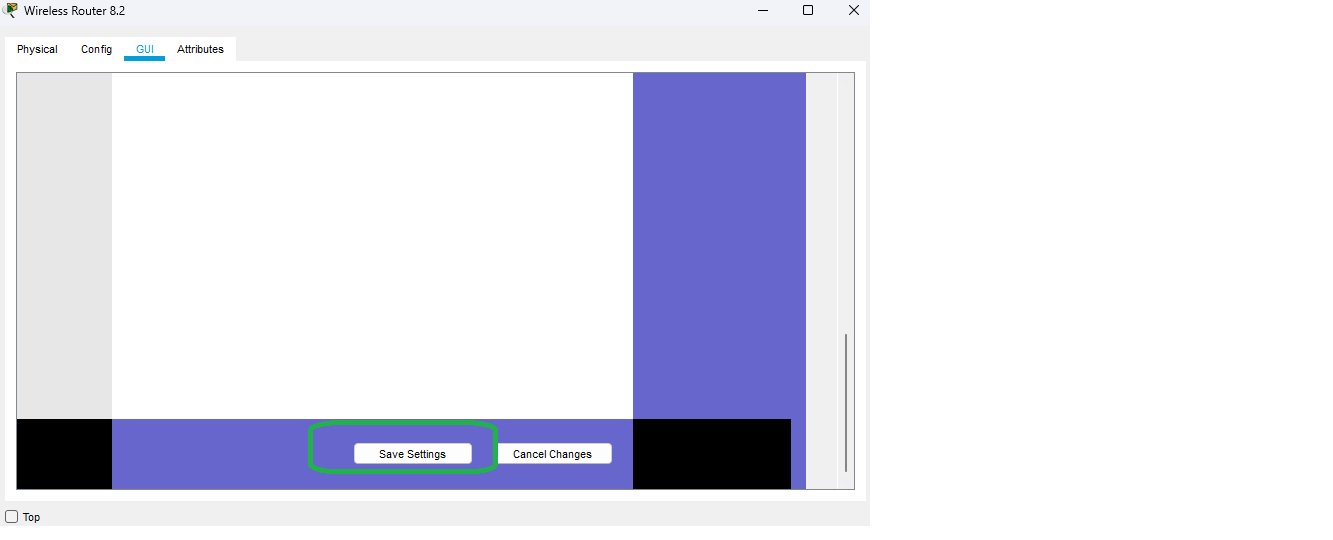 Wireless Router 8.2
Physical Config GUI Attributes
Save Settings Cancel Changes
Top